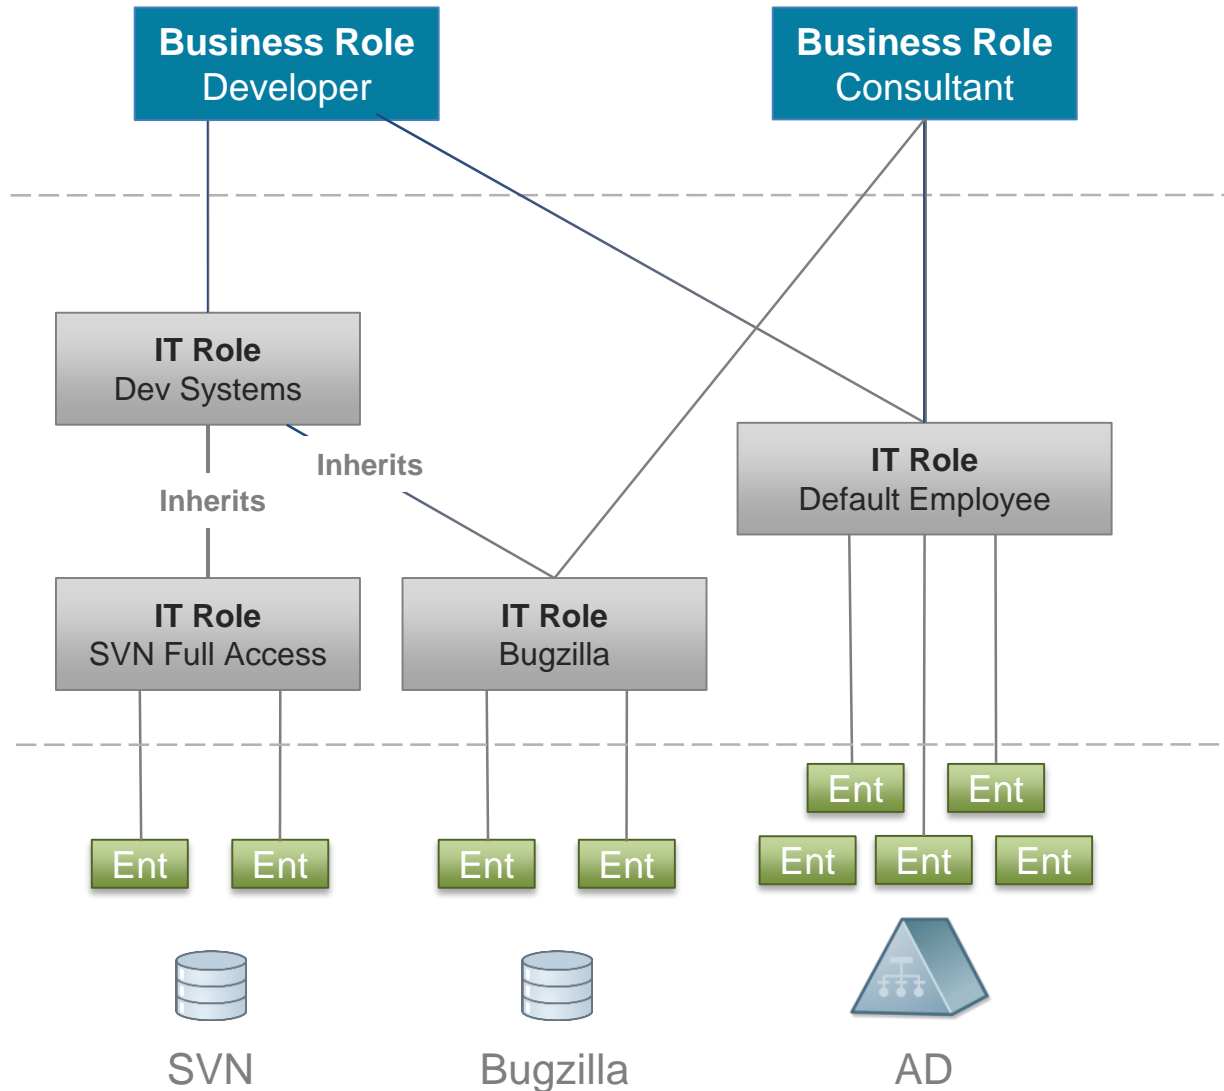 Business Role
Developer
Business Role
Consultant
IT Role
Dev Systems
Inherits
Inherits
IT Role
Default Employee
IT Role
SVN Full Access
IT Role
Bugzilla
Ent
Ent
Ent
Ent
Ent
Ent
Ent
Ent
Ent
SVN
Bugzilla
AD